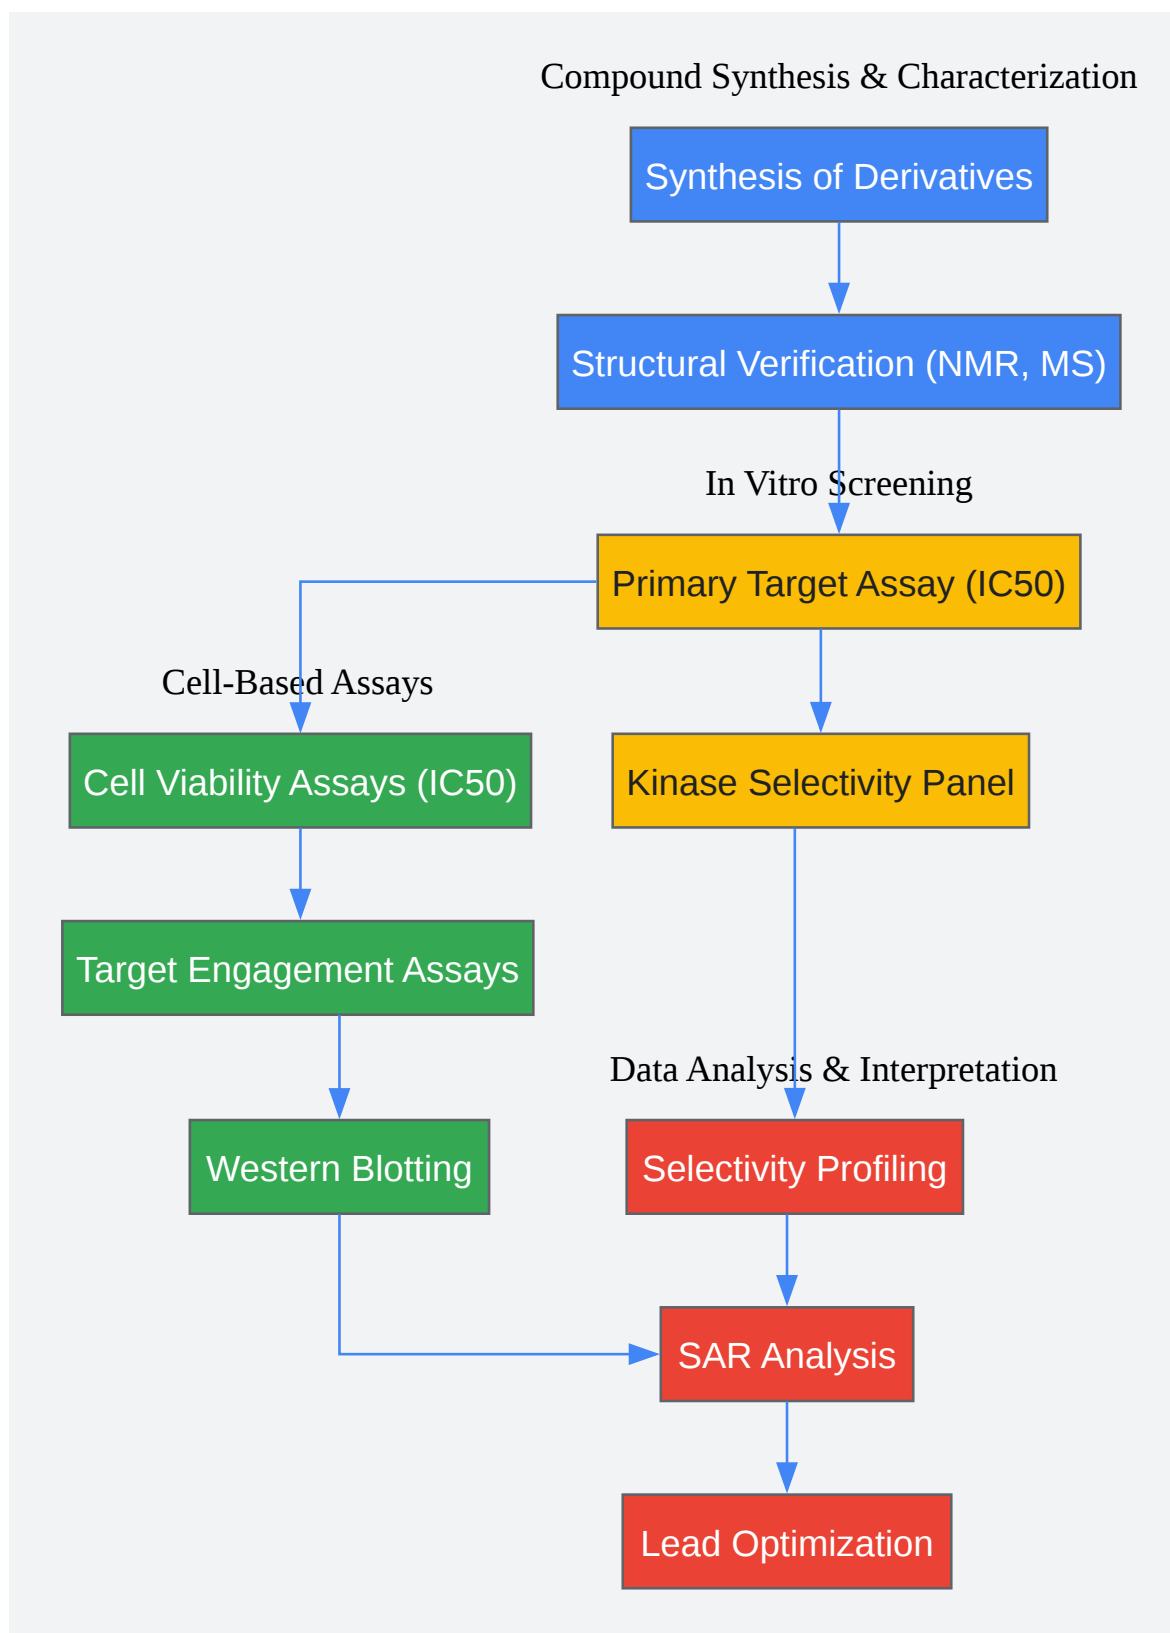 Compound Synthesis & Characterization
Synthesis of Derivatives
Structural Verification (NMR, MS)
In Vitro Screening
Primary Target Assay (IC50)
Cell-Based Assays
Cell Viability Assays (IC50)
Kinase Selectivity Panel
Target Engagement Assays
Data Analysis & Interpretation
Western Blotting
Selectivity Profiling
SAR Analysis
Lead Optimization